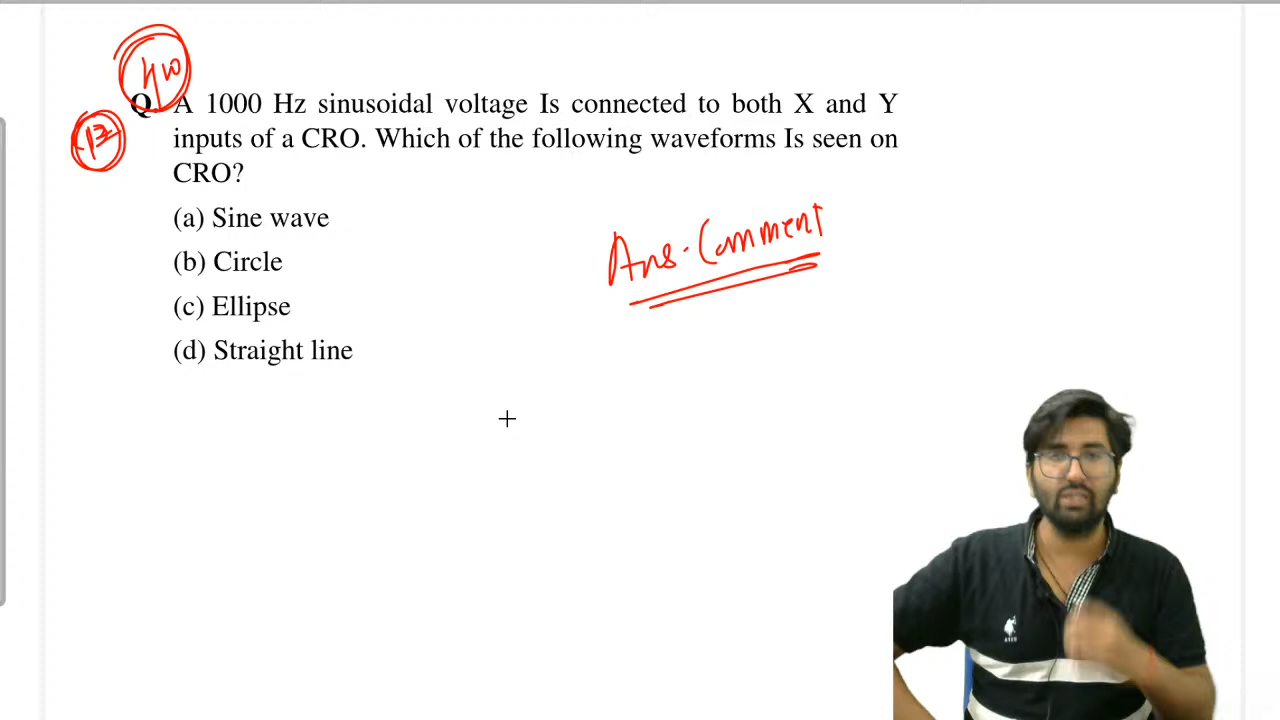 H.W
Q. A 1000 Hz sinusoidal voltage Is connected to both X and Y
inputs of a CRO. Which of the following waveforms Is seen on
CRO?
(a) Sine wave
(b) Circle
(c) Ellipse
(d) Straight line
Ans. Comment